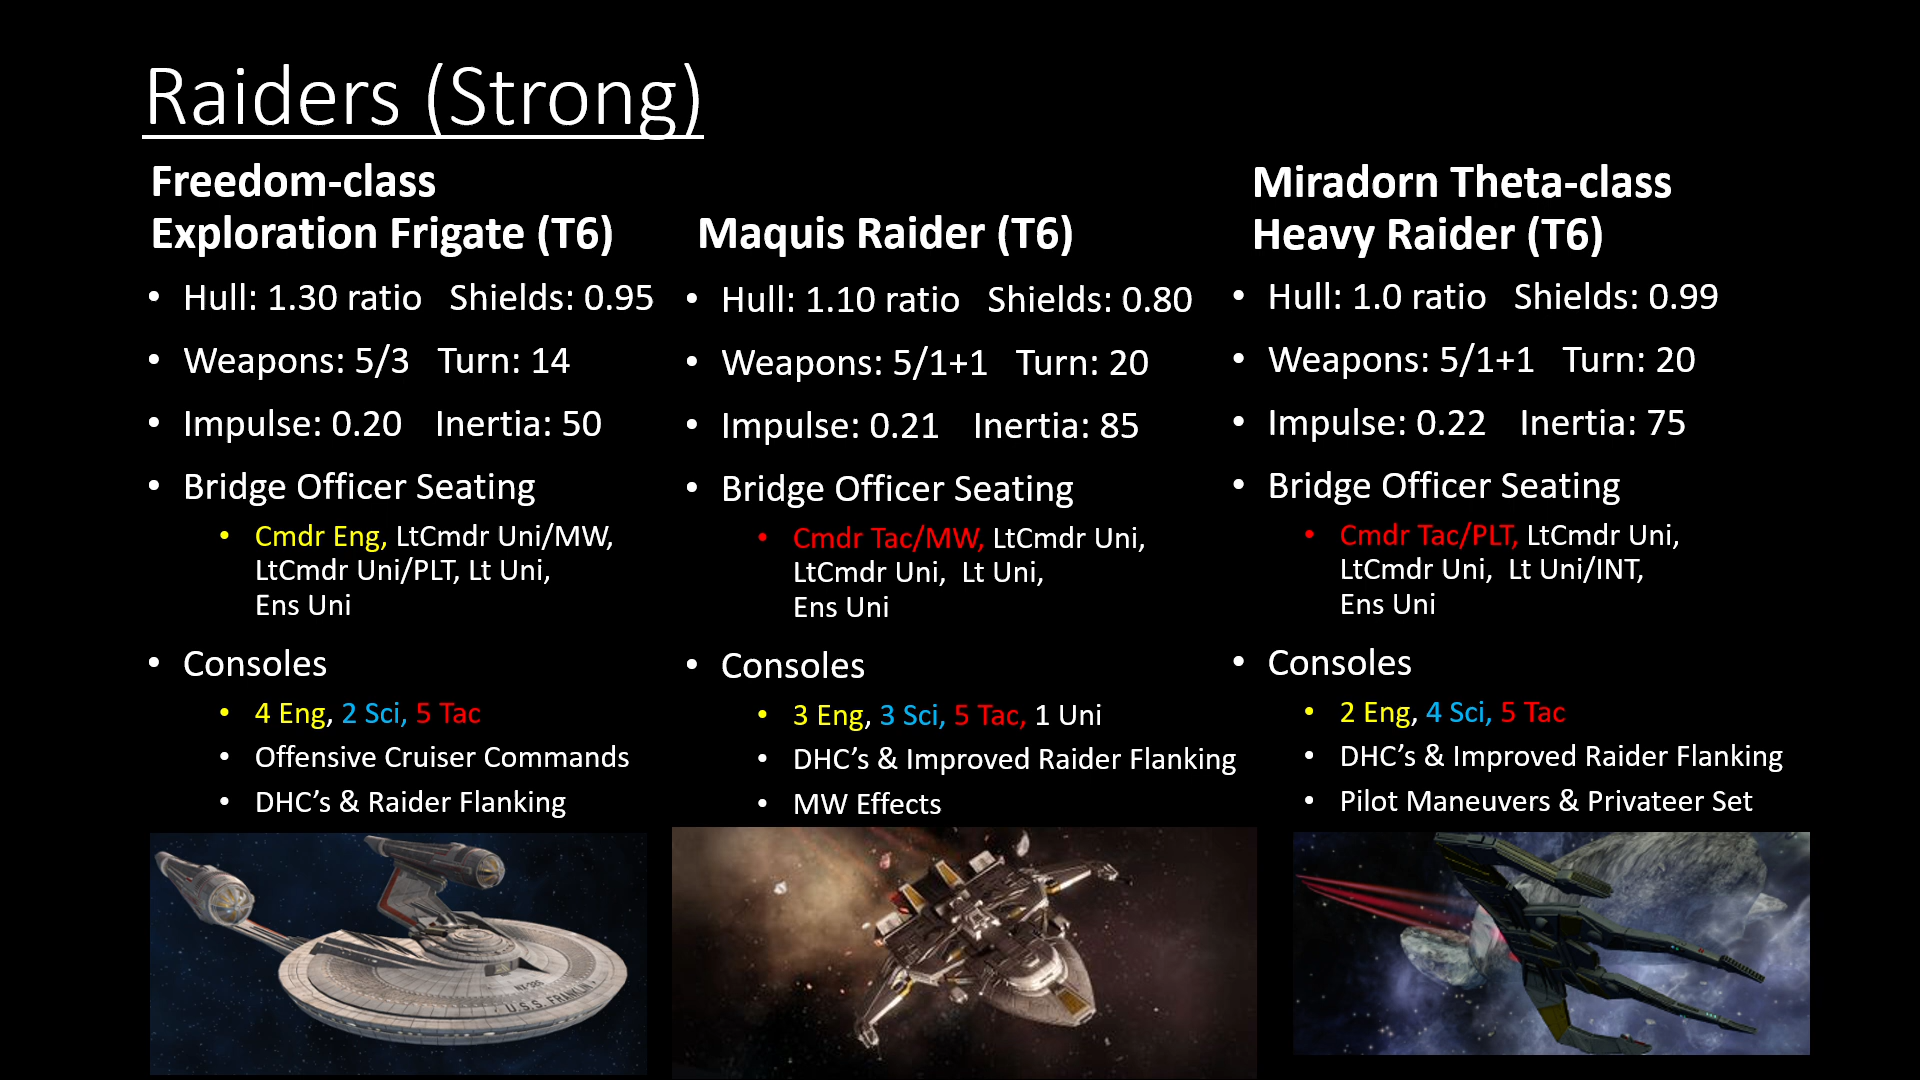 Raiders (Strong)
Freedom-class
Exploration Frigate (T6)
• Hull: 1.30 ratio   Shields: 0.95
• Weapons: 5/3   Turn: 14
• Impulse: 0.20   Inertia: 50
• Bridge Officer Seating
• Cmdr Eng, LtCmdr Uni/MW,
LtCmdr Uni/PLT, Lt Uni,
Ens Uni
• Consoles
• 4 Eng, 2 Sci, 5 Tac
• Offensive Cruiser Commands
• DHC’s & Raider Flanking
U.S.S. FRANKLIN
Maquis Raider (T6)
• Hull: 1.10 ratio   Shields: 0.80
• Weapons: 5/1+1   Turn: 20
• Impulse: 0.21   Inertia: 85
• Bridge Officer Seating
• Cmdr Tac/MW, LtCmdr Uni,
LtCmdr Uni,  Lt Uni,
Ens Uni
• Consoles
• 3 Eng, 3 Sci, 5 Tac, 1 Uni
• DHC’s & Improved Raider Flanking
• MW Effects
Miradorn Theta-class
Heavy Raider (T6)
• Hull: 1.0 ratio   Shields: 0.99
• Weapons: 5/1+1   Turn: 20
• Impulse: 0.22   Inertia: 75
• Bridge Officer Seating
• Cmdr Tac/PLT, LtCmdr Uni,
LtCmdr Uni,  Lt Uni/INT,
Ens Uni
• Consoles
• 2 Eng, 4 Sci, 5 Tac
• DHC’s & Improved Raider Flanking
• Pilot Maneuvers & Privateer Set